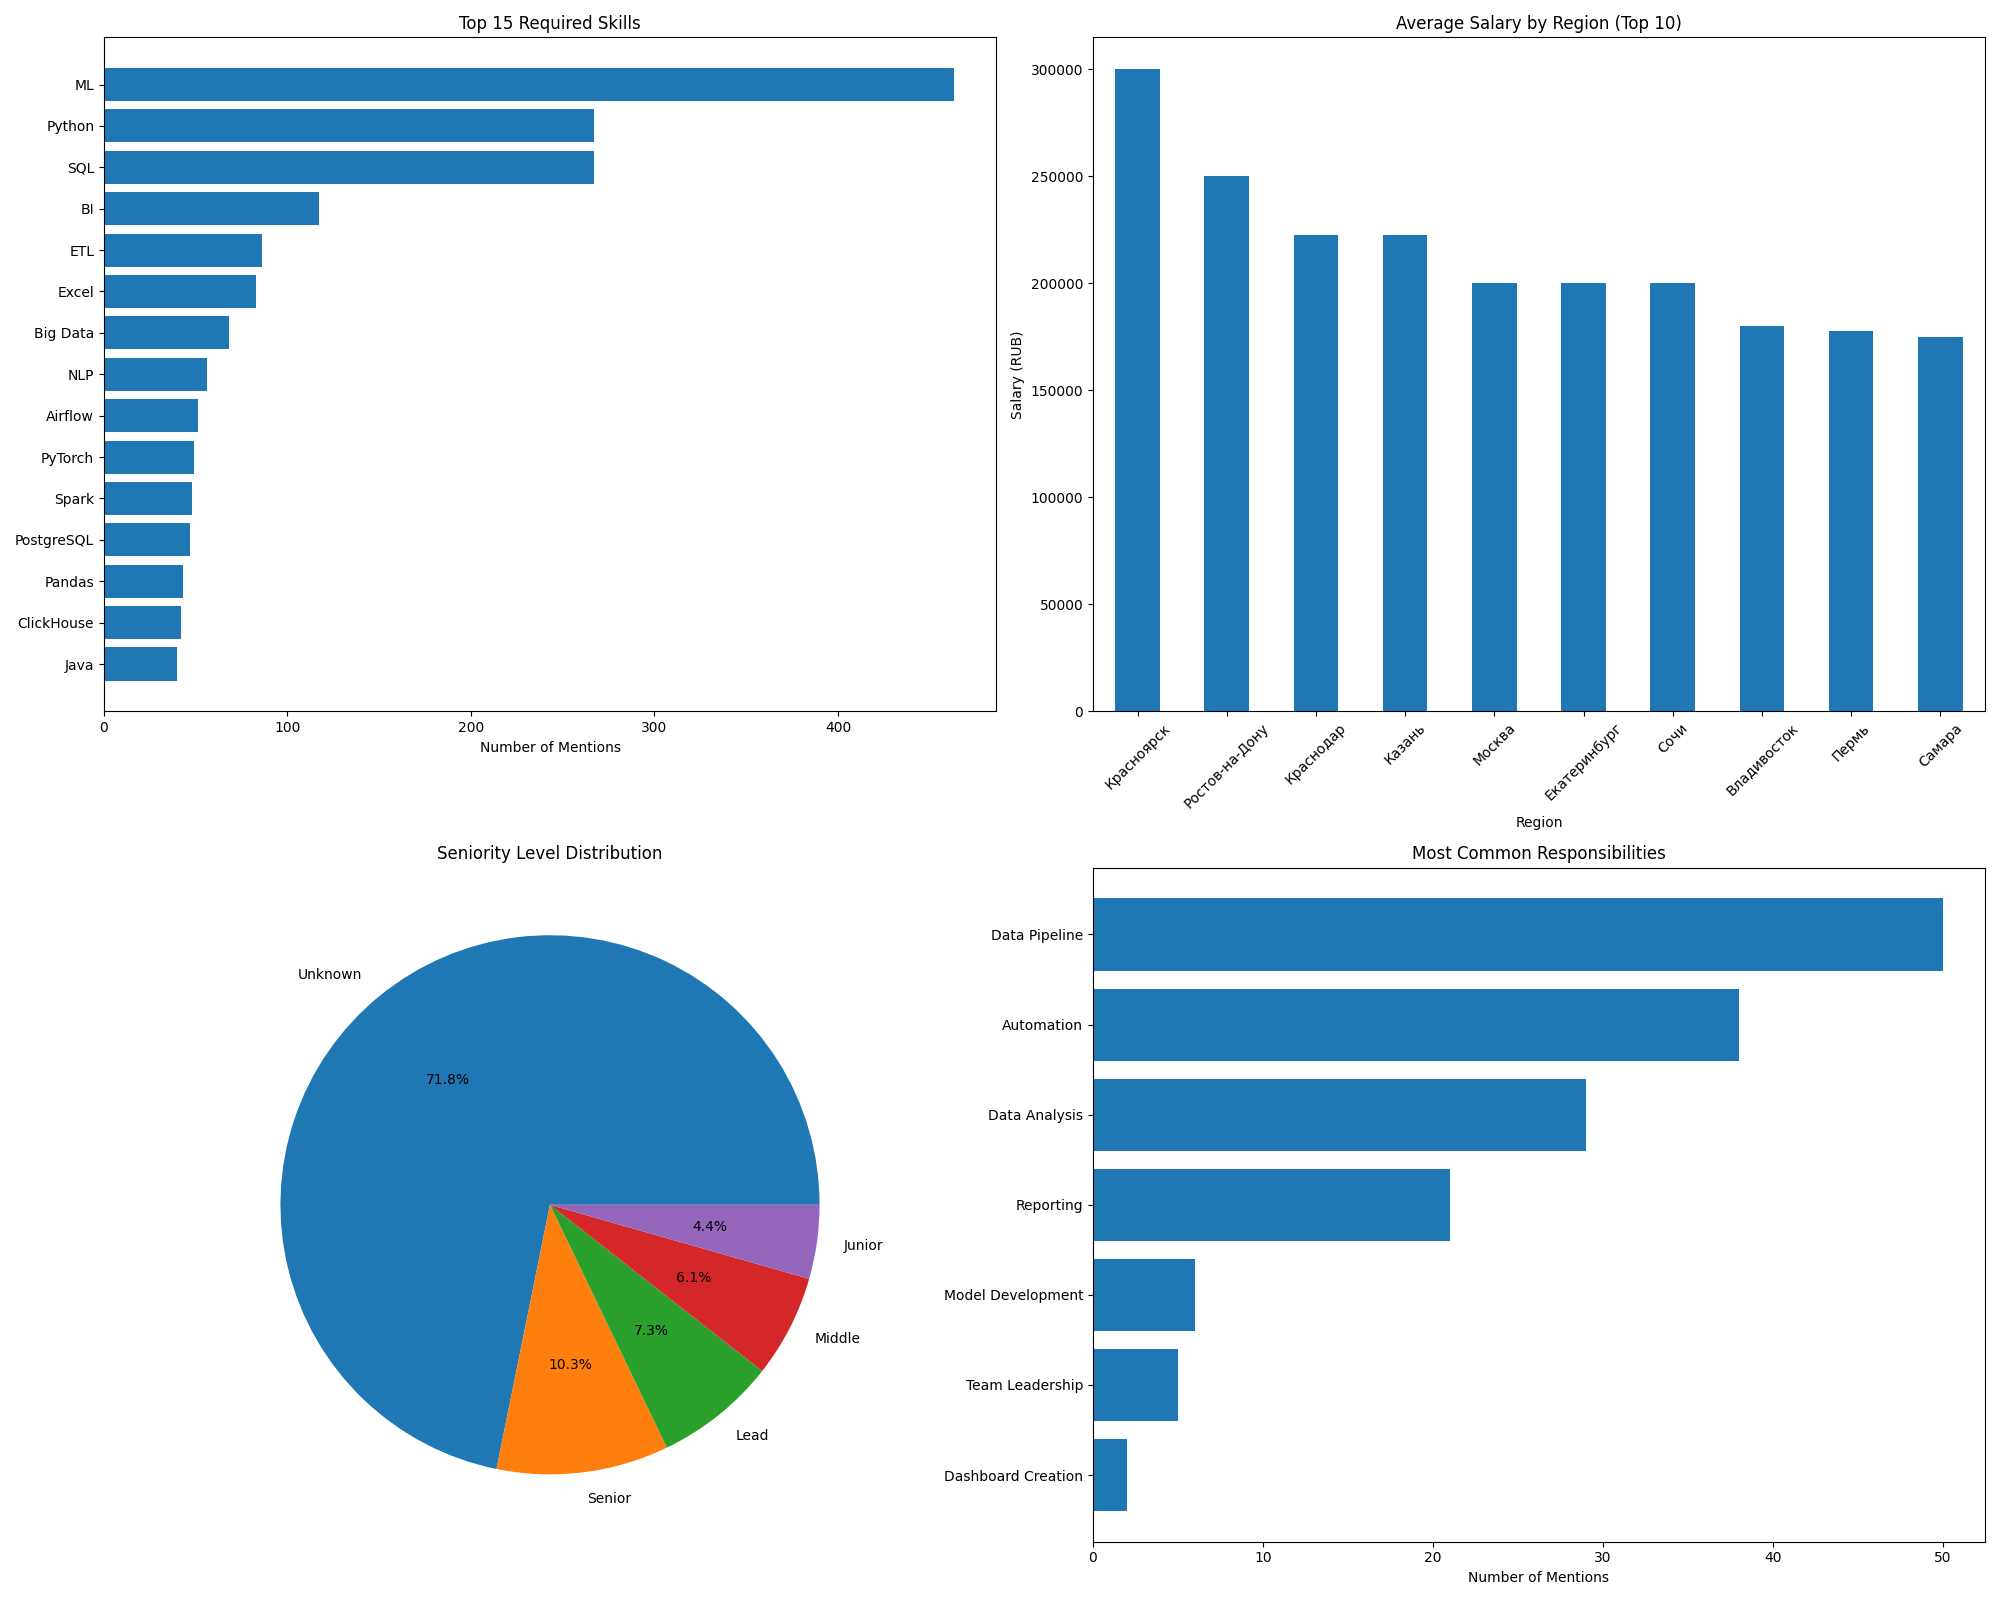 Top 15 Required Skills
ML
Python
SQL
BI
ETL
Excel
Big Data
NLP
Airflow
PyTorch
Spark
PostgreSQL
Pandas
ClickHouse
Java
0 100 200 300 400
Number of Mentions
Average Salary by Region (Top 10)
Salary (RUB)
300000
250000
200000
150000
100000
50000
0
Красноярск Ростов-на-Дону Краснодар Казань Москва Екатеринбург Сочи Владивосток Пермь Самара
Region
Seniority Level Distribution
Unknown
71.8%
4.4%
Junior
6.1%
Middle
7.3%
Lead
10.3%
Senior
Most Common Responsibilities
Data Pipeline
Automation
Data Analysis
Reporting
Model Development
Team Leadership
Dashboard Creation
0 10 20 30 40 50
Number of Mentions